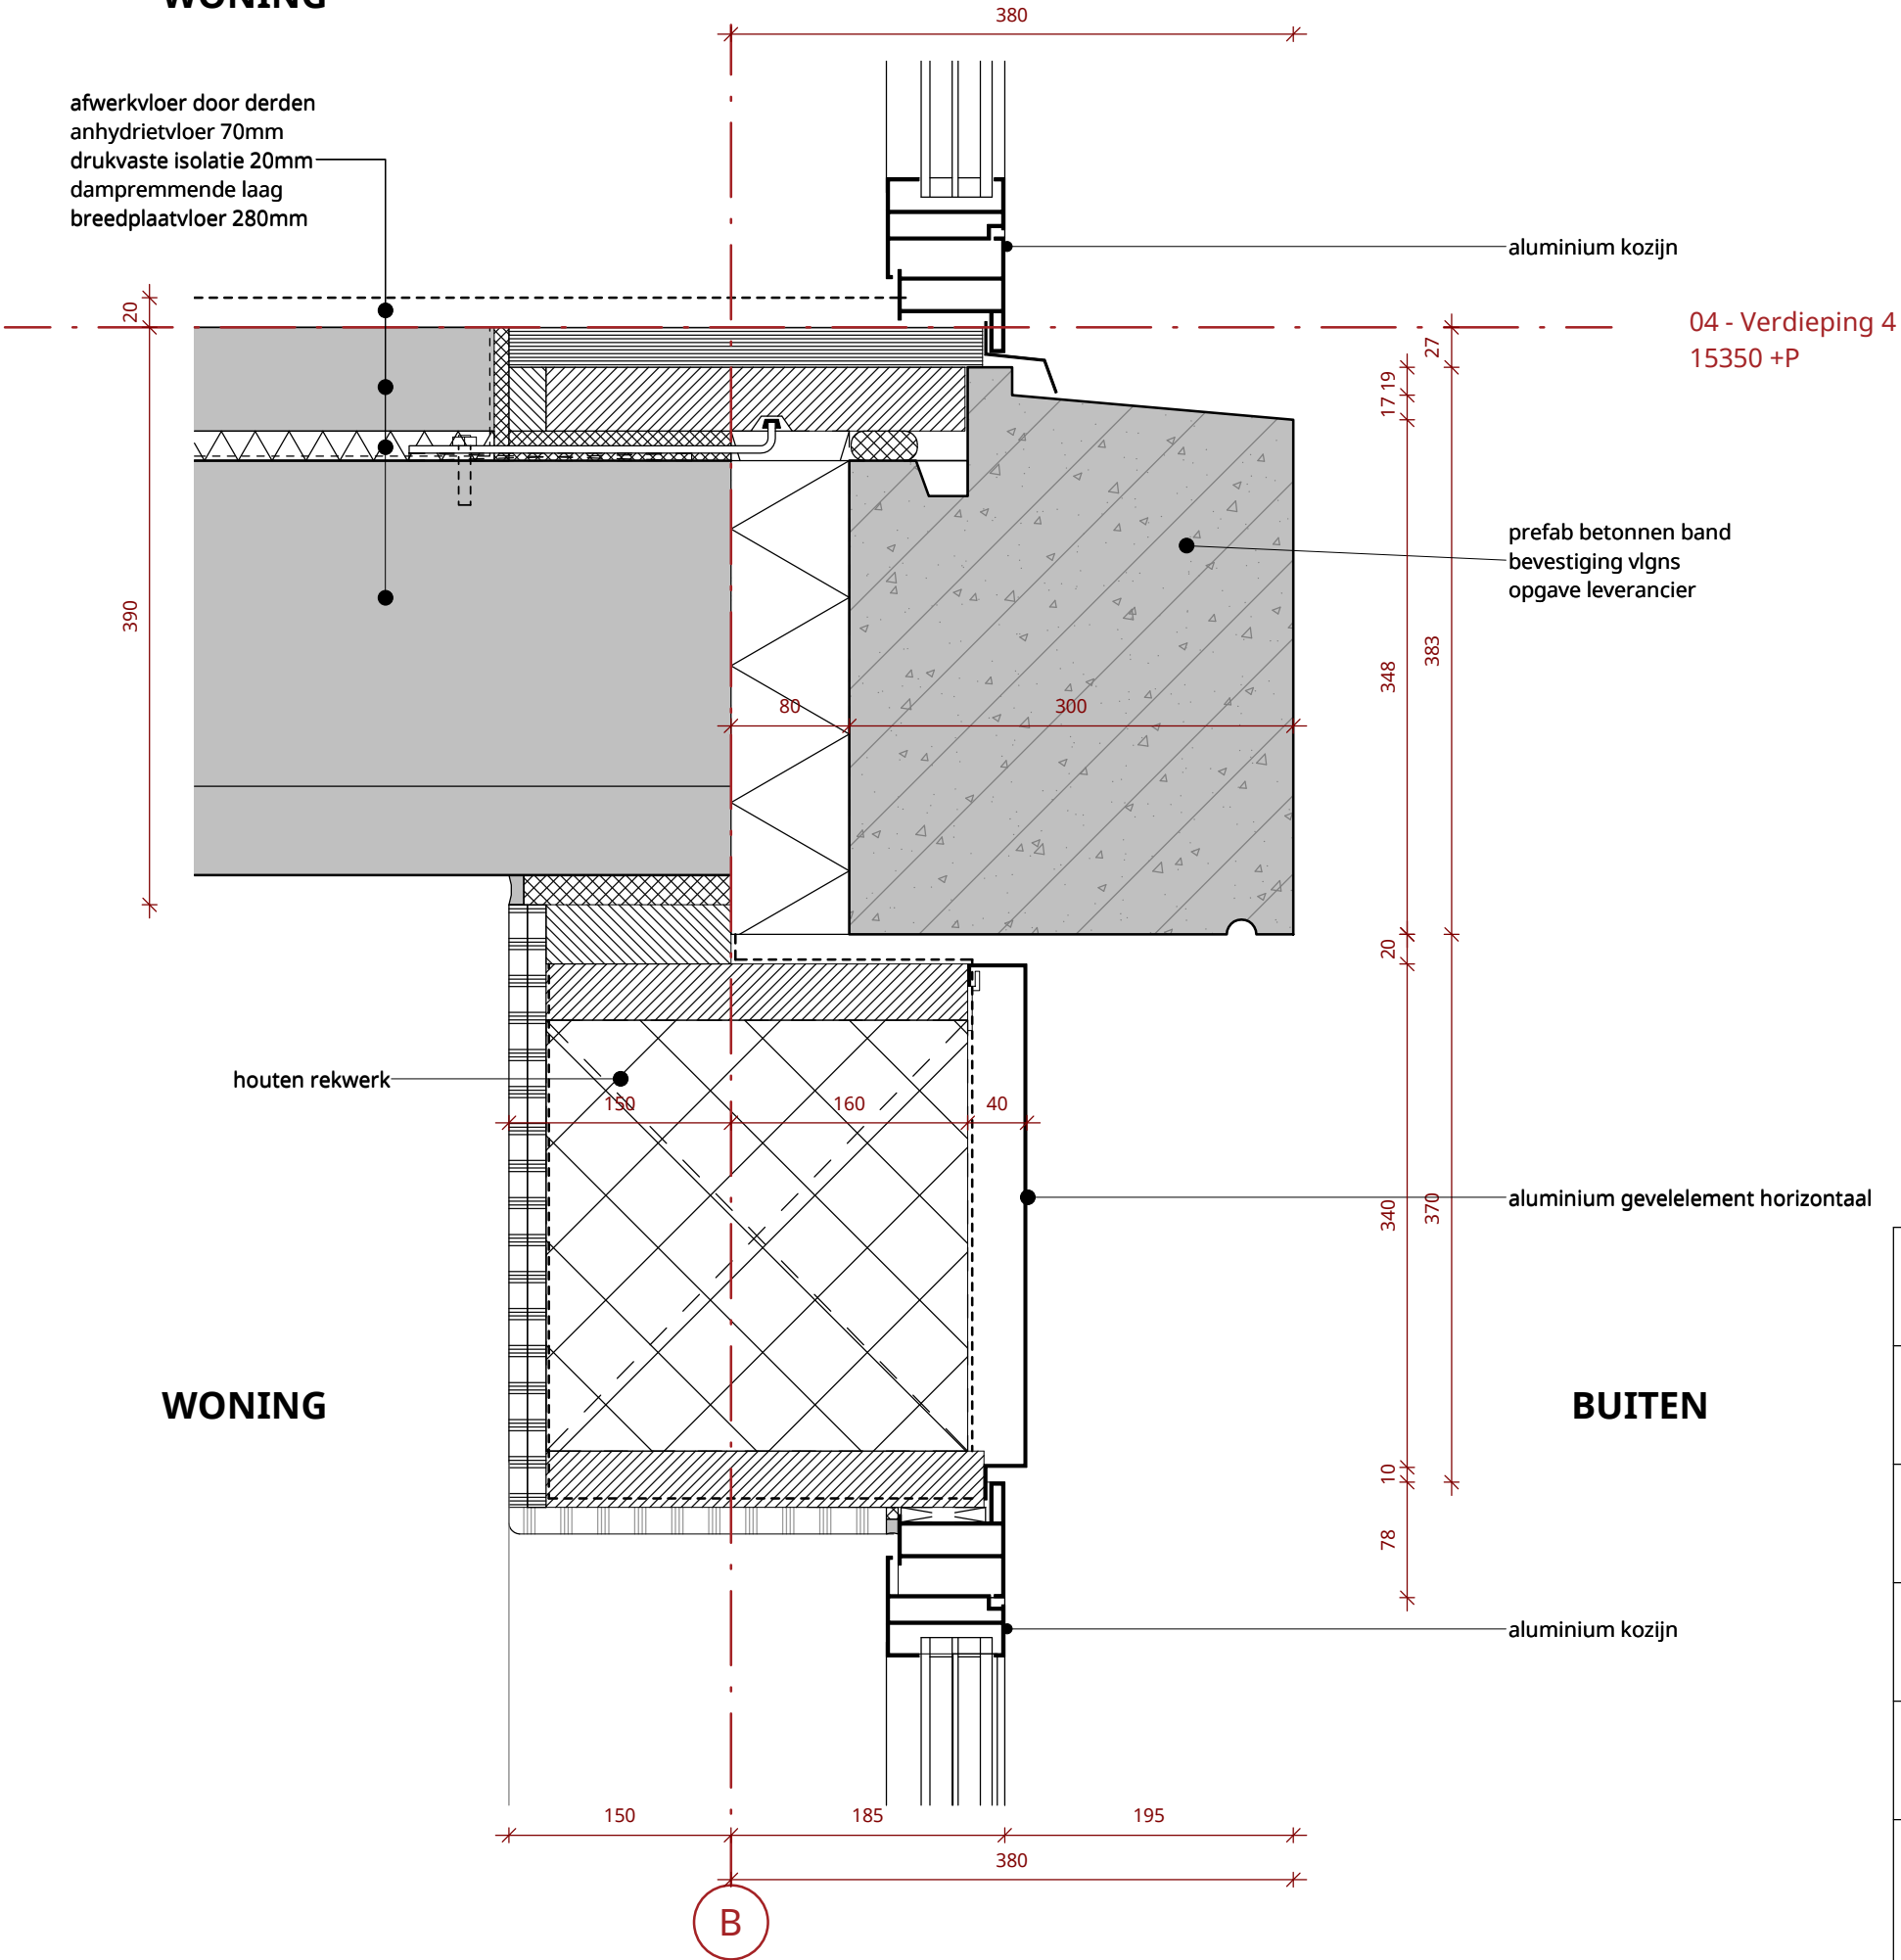 WONING
380
afwerkvloer door derden
anhydrietvloer 70mm
drukvaste isolatie 20mm
dampremmende laag
breedplaatvloer 280mm
aluminium kozijn
20
04 - Verdieping 4
15350 +P
27
19
17
prefab betonnen band
bevestiging vlgns
opgave leverancier
390
383
348
80
300
20
houten rekwerk
150
160
40
aluminium gevelelement horizontaal
340
370
WONING
BUITEN
10
78
aluminium kozijn
150
185
195
380
B